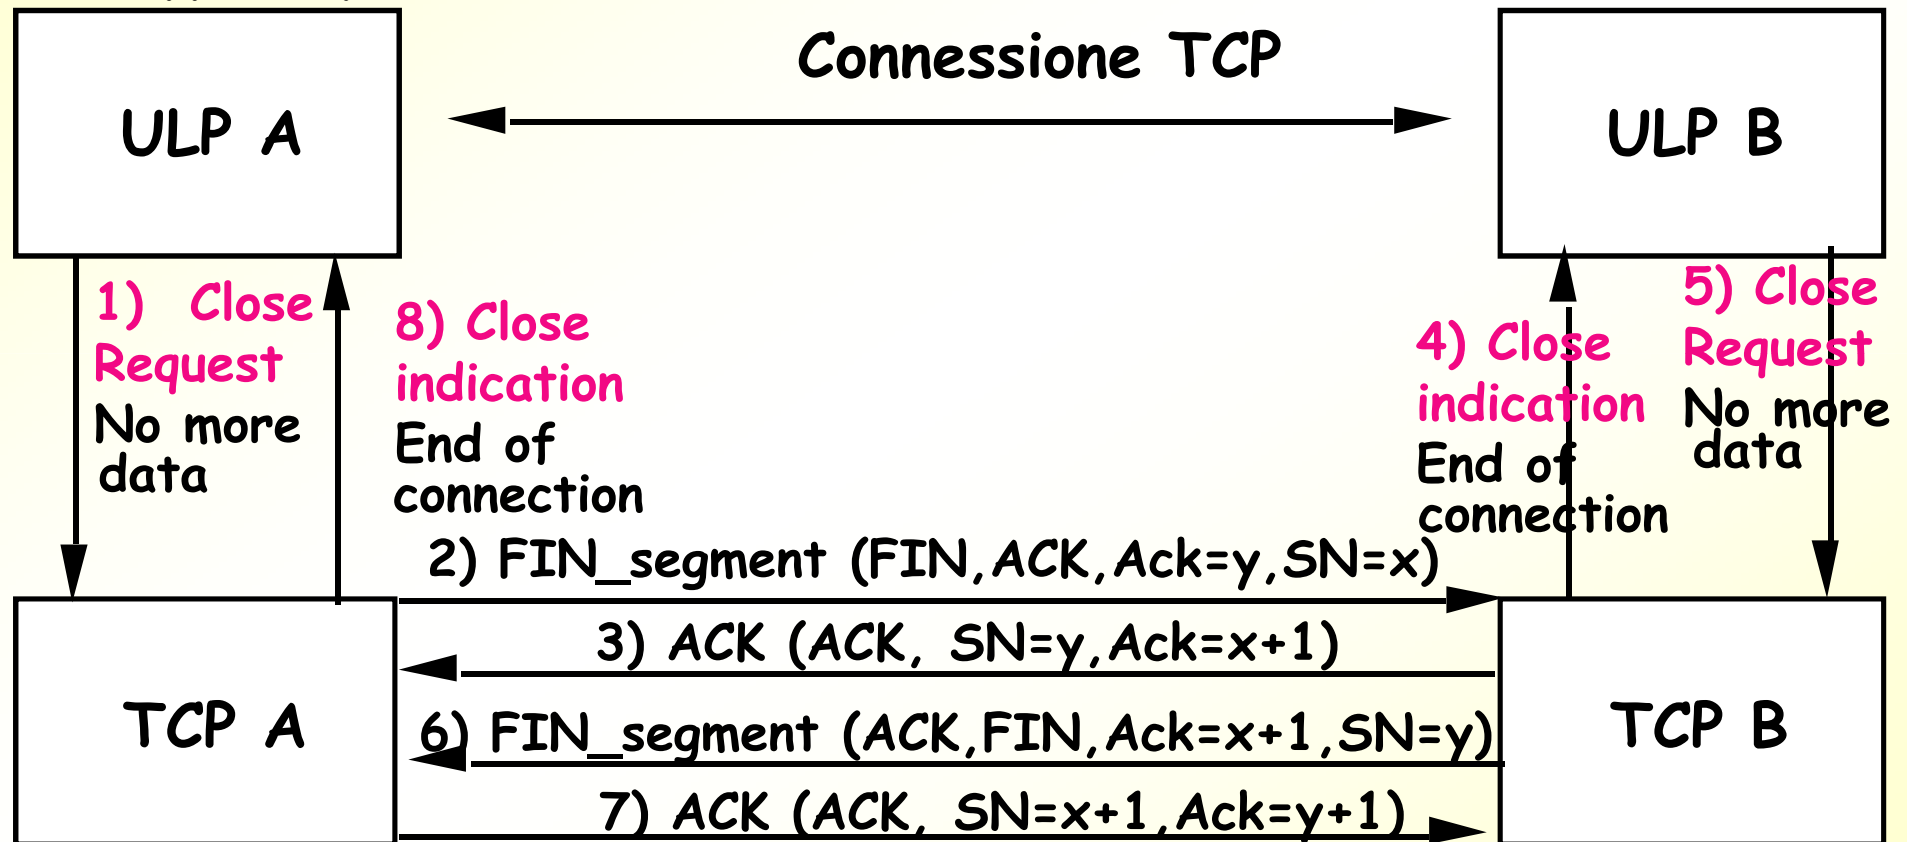 Connessione TCP
ULP A
ULP B
1) Close
Request
No more
data
8) Close
indication
End of
connection
4) Close
indication
End of
connection
5) Close
Request
No more
data
2) FIN_segment (FIN,ACK,Ack=y,SN=x)
3) ACK (ACK, SN=y,Ack=x+1)
6) FIN_segment (ACK,FIN,Ack=x+1,SN=y)
7) ACK (ACK, SN=x+1,Ack=y+1)
TCP A
TCP B